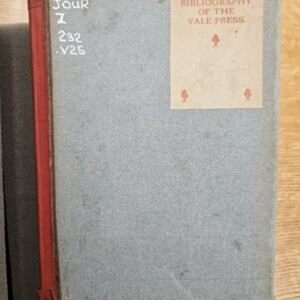 JOUR
Z
232
.V25
BIBLIOGRAPHY
OF THE
VALE PRESS